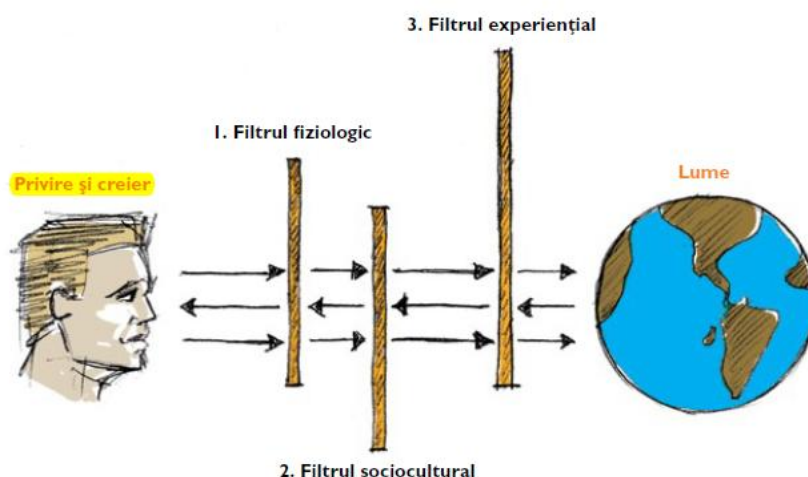 3. Filtrul experiențial
1. Filtrul fiziologic
Privire și creier
Lume
2. Filtrul sociocultural